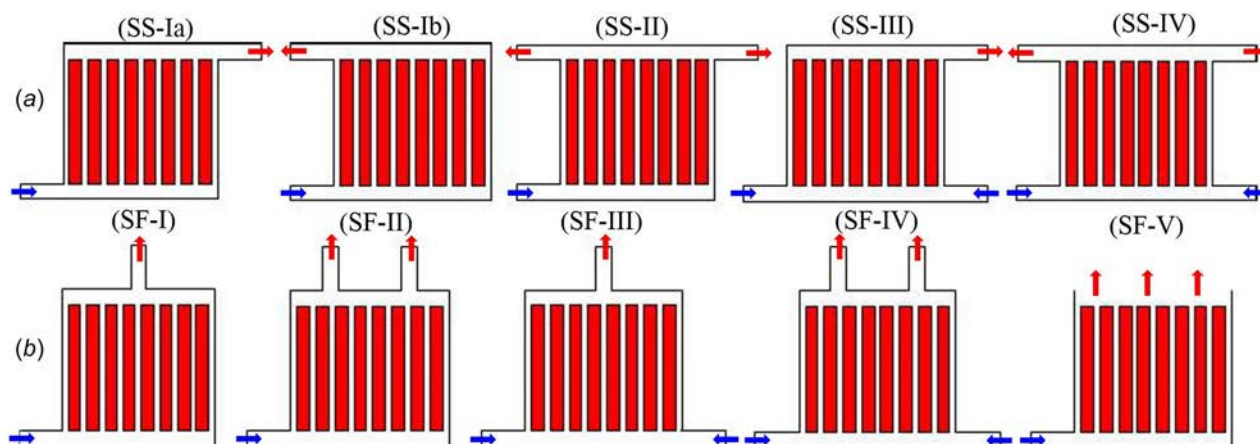 (SS-Ia) (SS-Ib) (SS-II) (SS-III) (SS-IV)
(a)
(SF-I) (SF-II) (SF-III) (SF-IV) (SF-V)
(b)